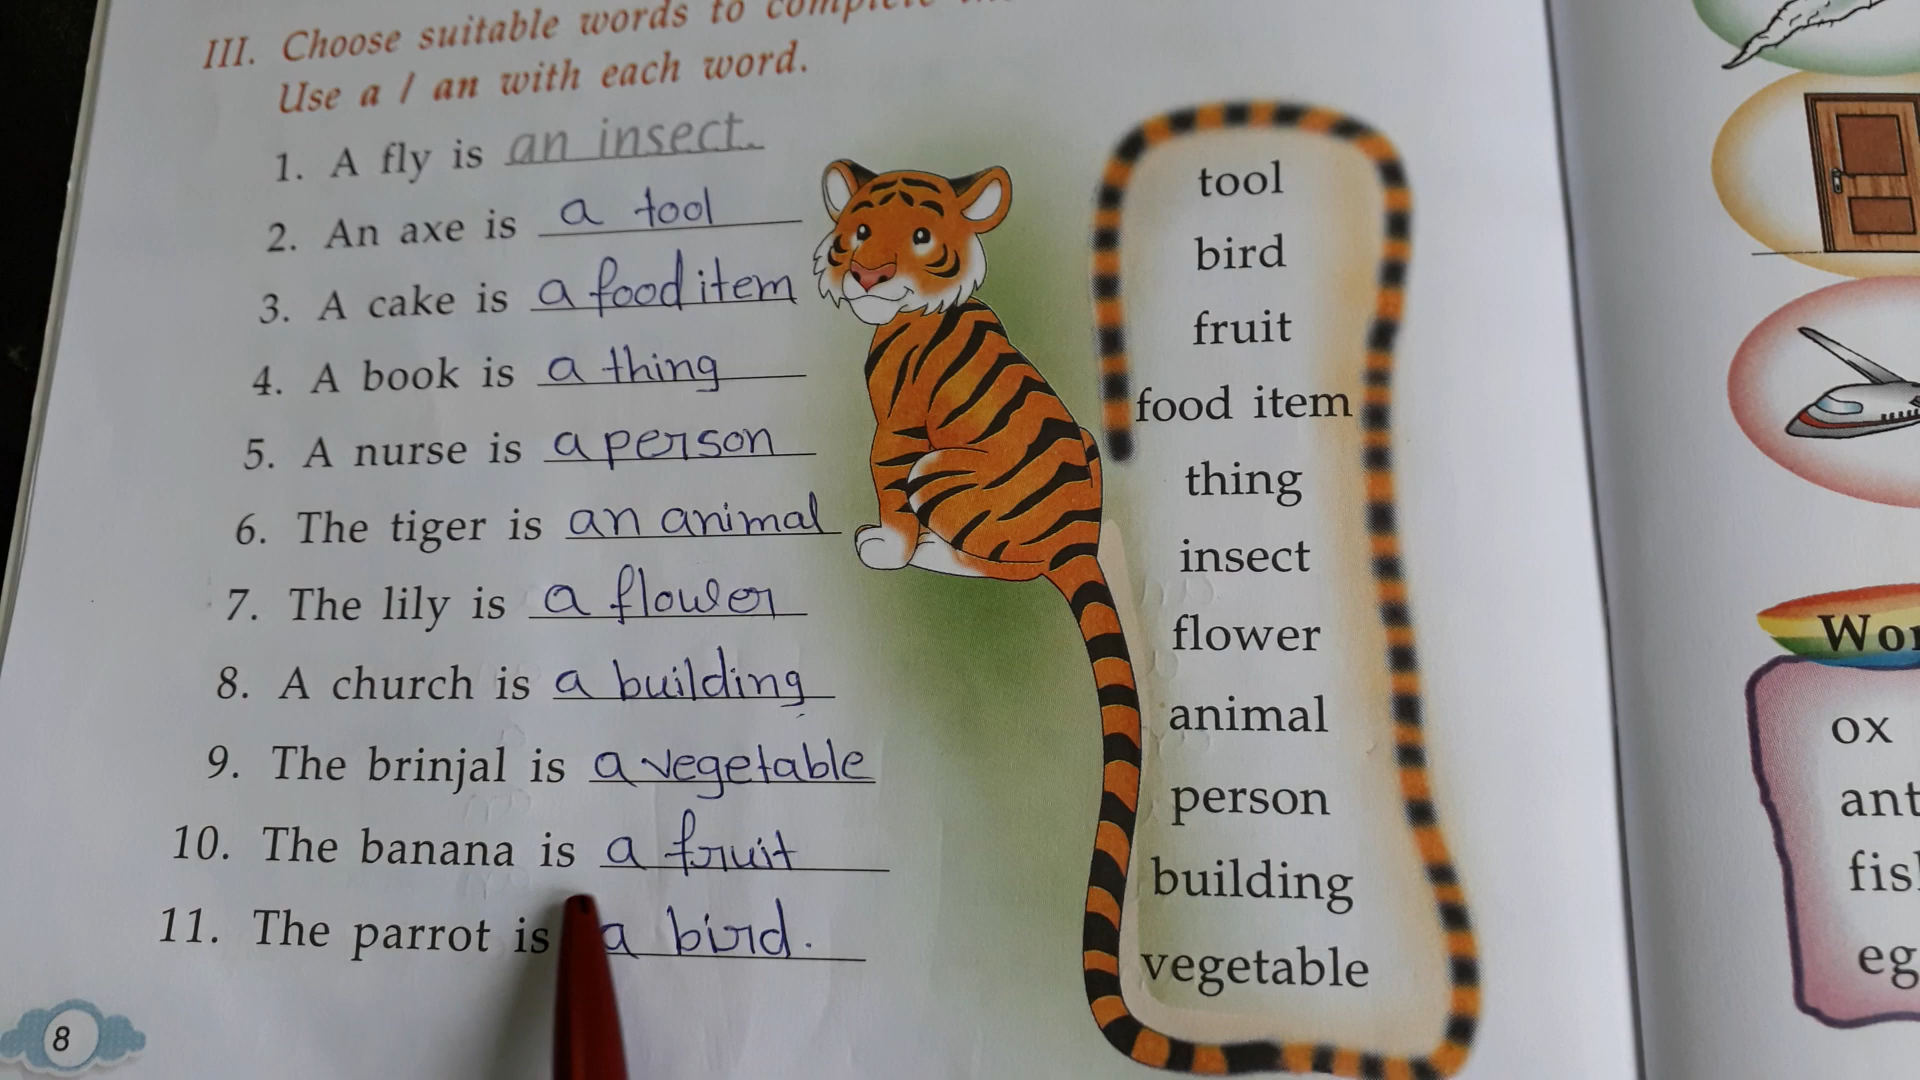 III. Choose suitable words to complete
Use a / an with each word.
1. A fly is an insect.
2. An axe is a tool
3. A cake is a food item
4. A book is a thing
5. A nurse is a person
6. The tiger is an animal
7. The lily is a flower
8. A church is a building
9. The brinjal is a vegetable
10. The banana is a fruit
11. The parrot is a bird.
8
tool
bird
fruit
food item
thing
insect
flower
animal
person
building
vegetable
ox
ant